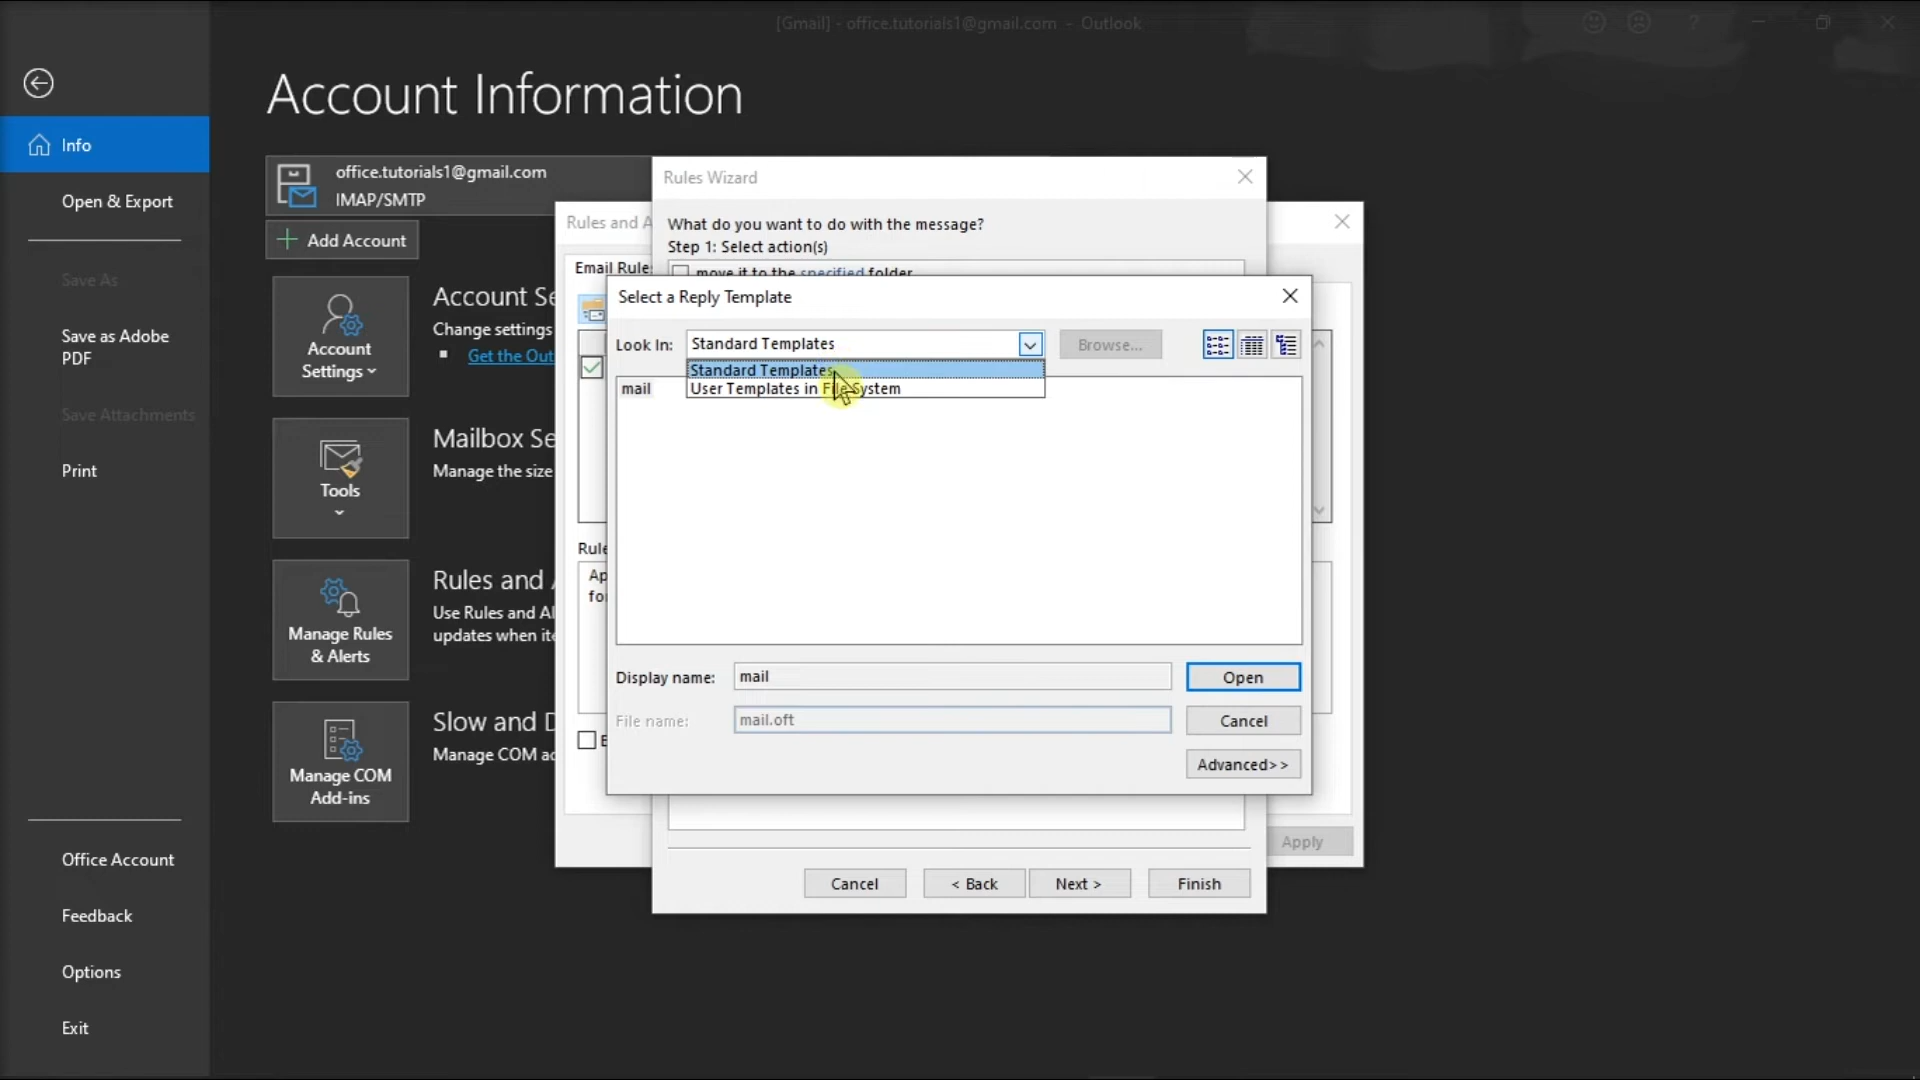 [Gmail] - office.tutorials1@gmail.com - Outlook
?
Account Information
Info
Open & Export
Save As
Save as Adobe
PDF
Save Attachments
Print
Office Account
Feedback
Options
Exit
office.tutorials1@gmail.com
IMAP/SMTP
Add Account
Account
Settings
Account Se
Change settings
Get the Out
Tools
Mailbox Se
Manage the size
Manage Rules
& Alerts
Rules and A
Use Rules and Al
updates when ite
Manage COM
Add-ins
Slow and D
Manage COM ad
Rules and A
Email Rule
Rule
Ap
fo
E
Apply
Rules Wizard
What do you want to do with the message?
Step 1: Select action(s)
move it to the specified folder
Cancel
< Back
Next >
Finish
Select a Reply Template
Look In:
Standard Templates
Browse...
Standard Templates
User Templates in File System
mail
Display name:
mail
Open
File name:
mail.oft
Cancel
Advanced>>